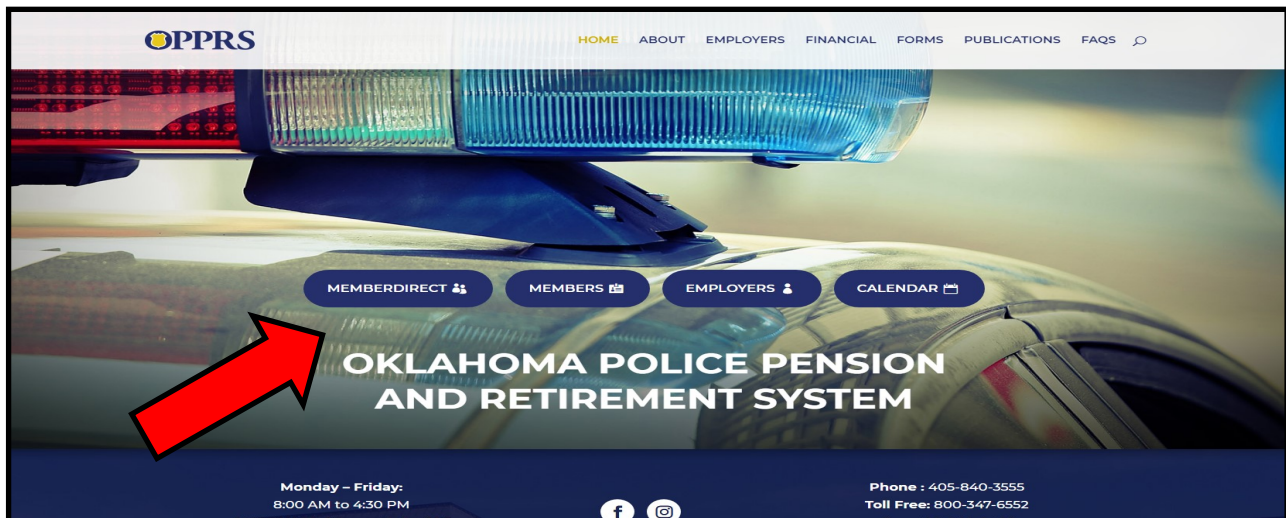 OPPRS
HOME ABOUT EMPLOYERS FINANCIAL FORMS PUBLICATIONS FAQS
MEMBERDIRECT MEMBERS EMPLOYERS CALENDAR
OKLAHOMA POLICE PENSION
AND RETIREMENT SYSTEM
Monday – Friday:
8:00 AM to 4:30 PM
Phone : 405-840-3555
Toll Free: 800-347-6552